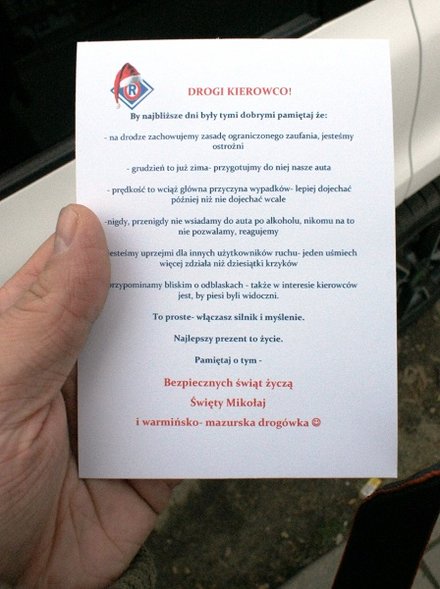 R
DROGI KIEROWCO!
By najbliższe dni były tymi dobrymi pamiętaj że:
- na drodze zachowujemy zasadę ograniczonego zaufania, jesteśmy
ostrożni
- grudzień to już zima- przygotujmy do niej nasze auta
- prędkość to wciąż główna przyczyna wypadków- lepiej dojechać
później niż nie dojechać wcale
-nigdy, przenigdy nie wsiadamy do auta po alkoholu, nikomu na to
nie pozwalamy, reagujemy
jesteśmy uprzejmi dla innych użytkowników ruchu- jeden uśmiech
więcej zdziała niż dziesiątki krzyków
przypominamy bliskim o odblaskach - także w interesie kierowców
jest, by piesi byli widoczni.
To proste- włączasz silnik i myślenie.
Najlepszy prezent to życie.
Pamiętaj o tym -
Bezpiecznych świąt życzą
Święty Mikołaj
i warmińsko- mazurska drogówka ☺